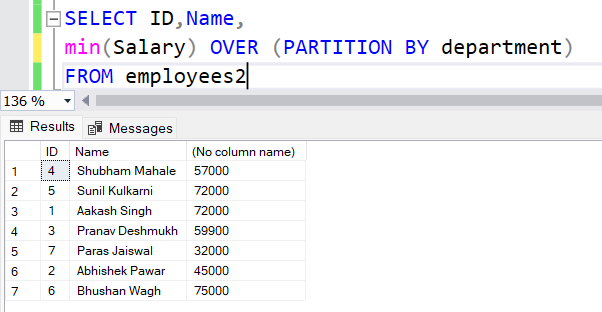 SELECT ID,Name,
min(Salary) OVER (PARTITION BY department)
FROM employees2
136 %
Results Messages
ID Name (No column name)
1 4 Shubham Mahale 57000
2 5 Sunil Kulkarni 72000
3 1 Aakash Singh 72000
4 3 Pranav Deshmukh 59900
5 7 Paras Jaiswal 32000
6 2 Abhishek Pawar 45000
7 6 Bhushan Wagh 75000